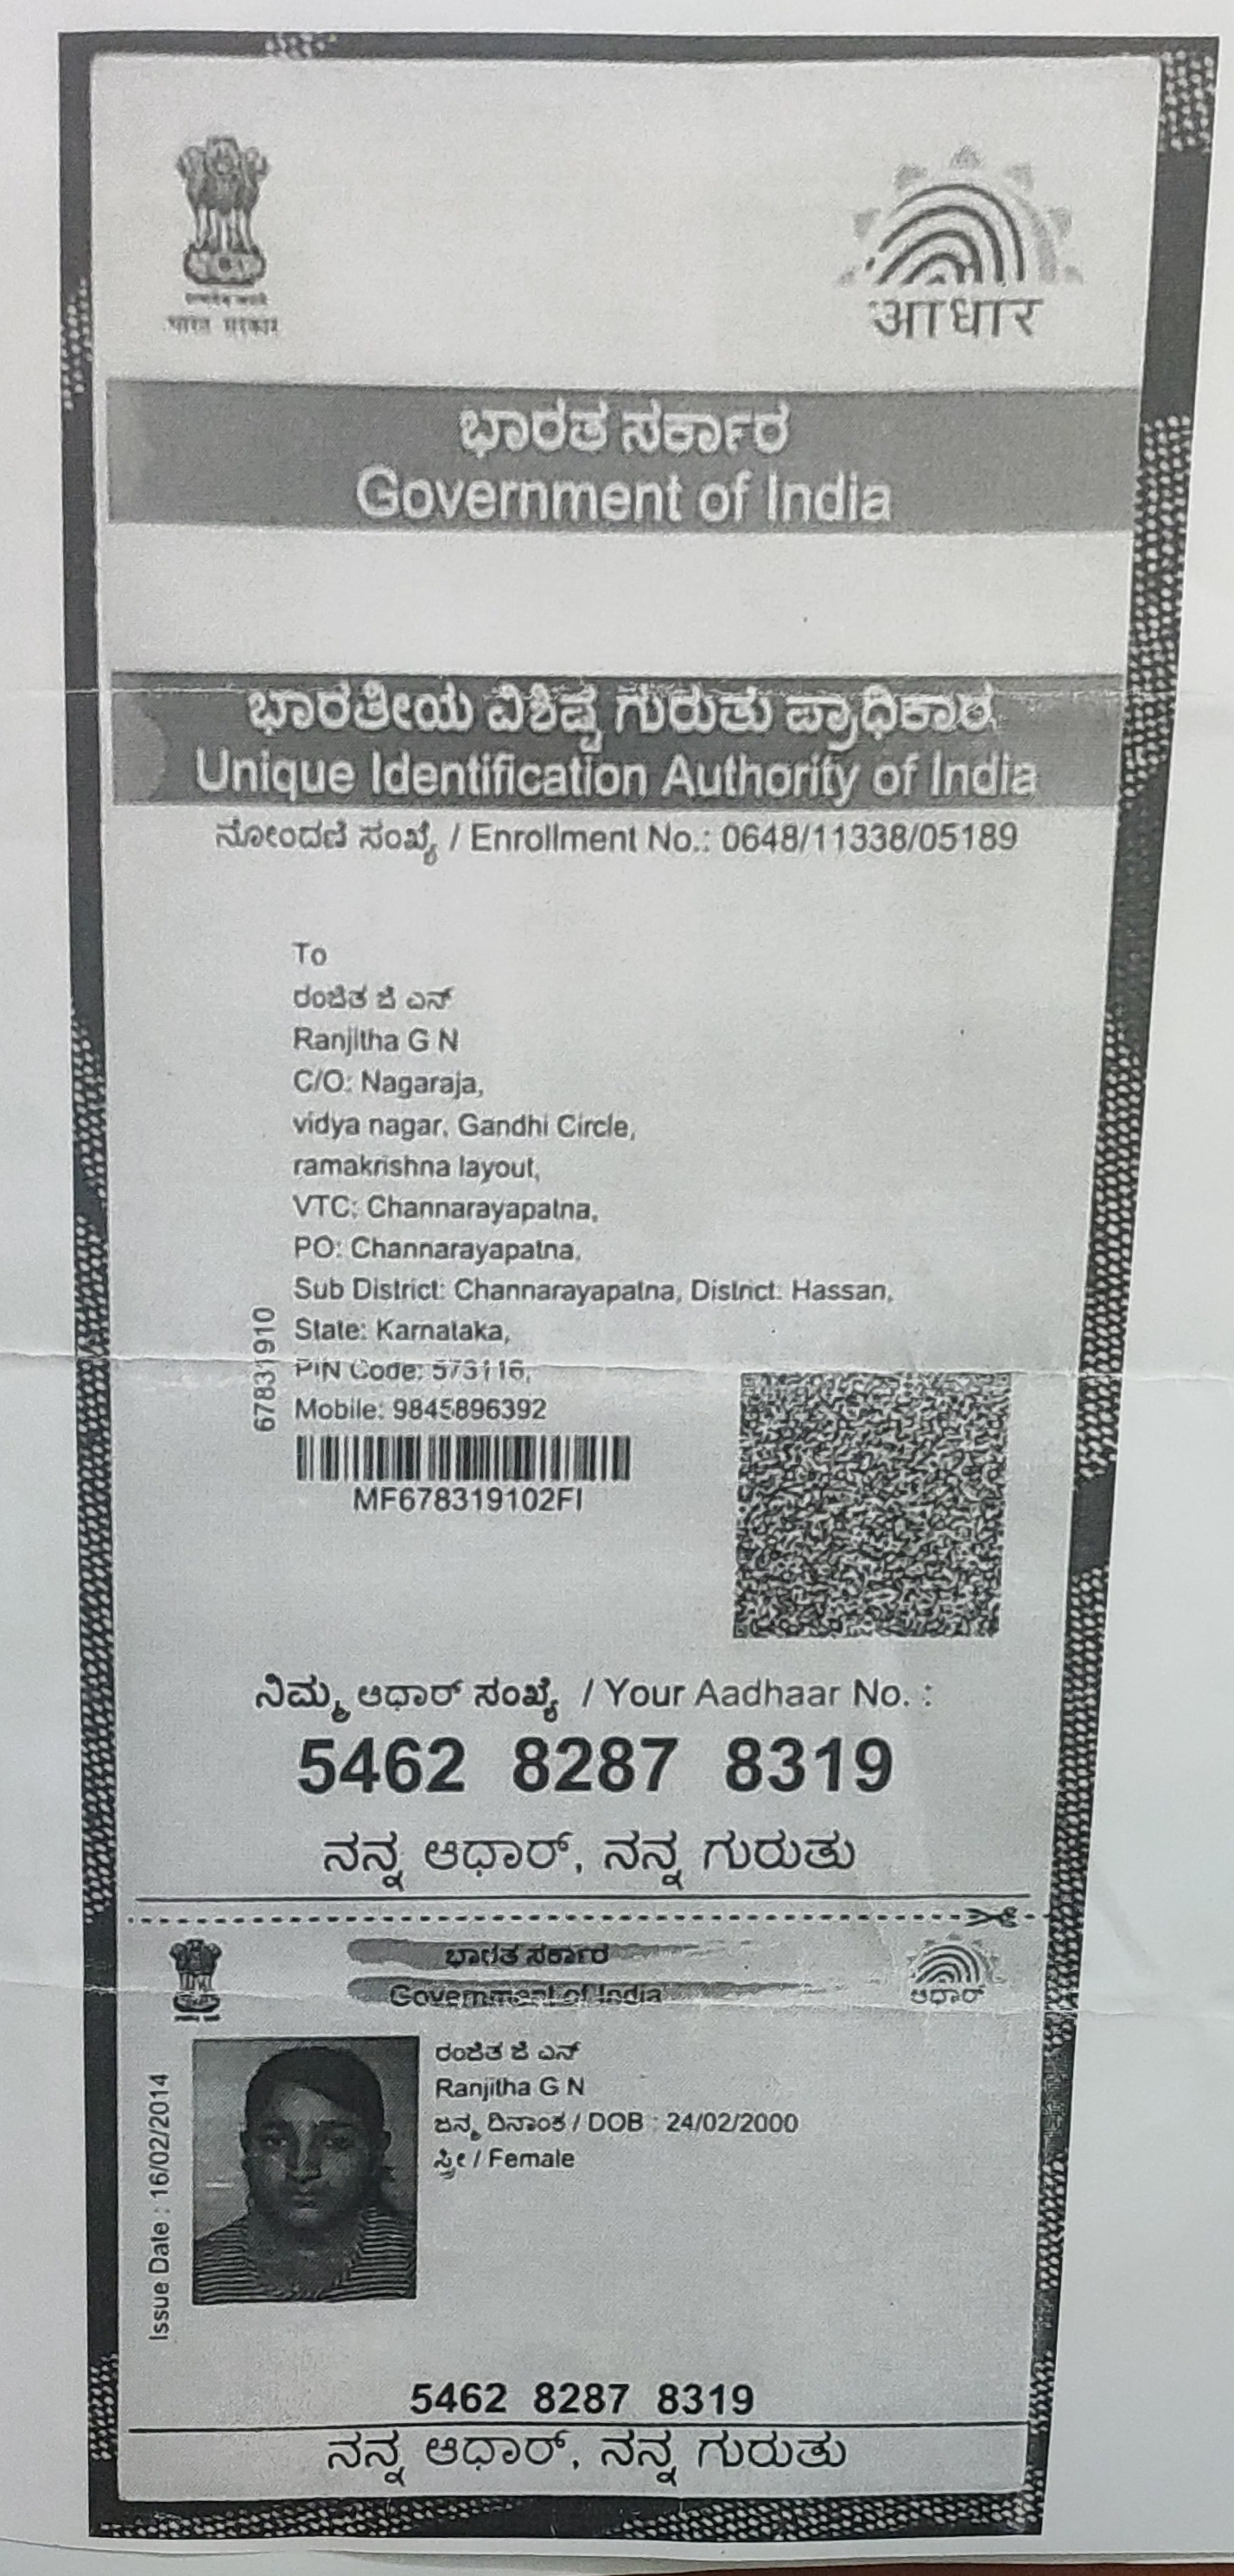 भारत सरकार
आधार
ಭಾರತ ಸರ್ಕಾರ
Government of India
ಭಾರತೀಯ ವಿಶಿಷ್ಟ ಗುರುತು ಪ್ರಾಧಿಕಾರ
Unique Identification Authority of India
ನೋಂದಣಿ ಸಂಖ್ಯೆ / Enrollment No.: 0648/11338/05189
To
ರಂಜಿತ ಜಿ ಎನ್
Ranjitha G N
C/O: Nagaraja,
vidya nagar, Gandhi Circle,
ramakrishna layout,
VTC: Channarayapatna,
PO: Channarayapatna,
Sub District: Channarayapatna, District: Hassan,
State: Karnataka,
PIN Code: 573116,
Mobile: 9845896392
67831910
MF678319102FI
ನಿಮ್ಮ ಆಧಾರ್ ಸಂಖ್ಯೆ / Your Aadhaar No. :
5462 8287 8319
ನನ್ನ ಆಧಾರ್, ನನ್ನ ಗುರುತು
ಭಾರತ ಸರ್ಕಾರ
Government of India
ಆಧಾರ್
ರಂಜಿತ ಜಿ ಎನ್
Ranjitha G N
ಜನ್ಮ ದಿನಾಂಕ / DOB : 24/02/2000
ಸ್ತ್ರೀ / Female
Issue Date : 16/02/2014
5462 8287 8319
ನನ್ನ ಆಧಾರ್, ನನ್ನ ಗುರುತು